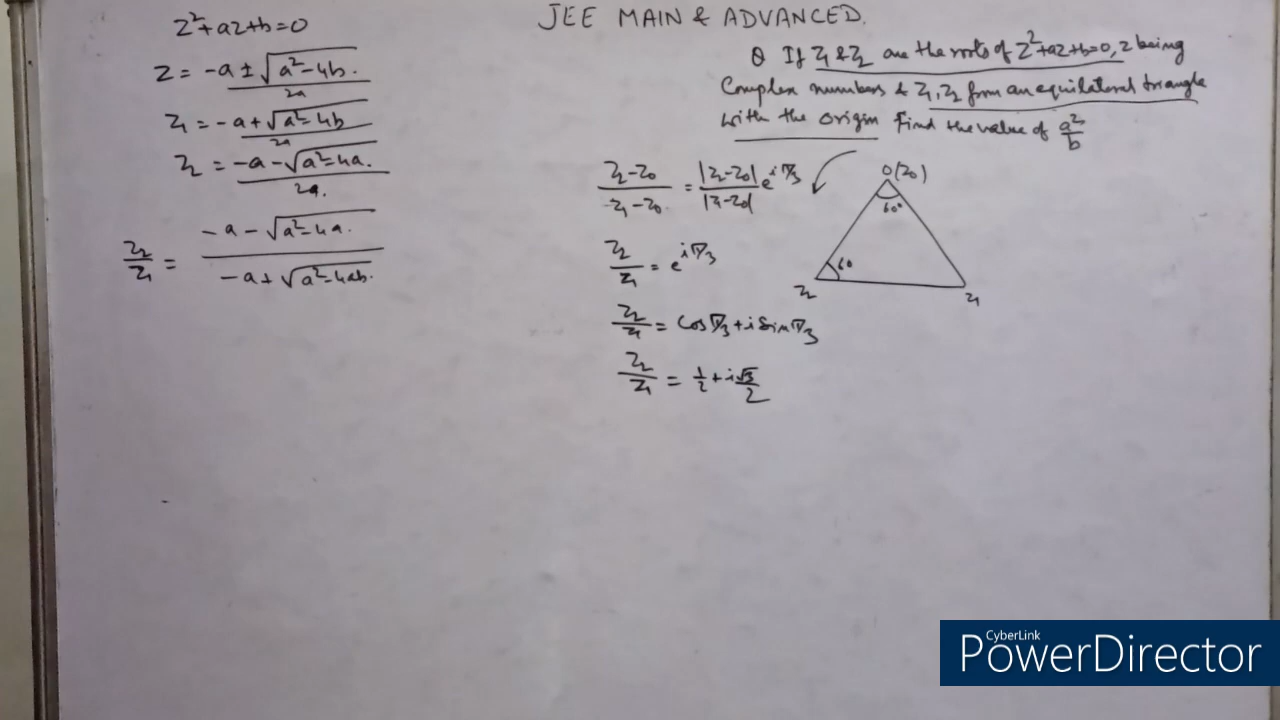 JEE MAIN & ADVANCED.
Q If Z1 & Z2 are the roots of Z²+az+b=0, z being
Complex numbers & Z1, Z2 from an equilateral triangle
with the origin Find the value of a²/b
Z²+az+b=0
Z = -a ± √a²-4b. / 2a
Z1 = -a + √a²-4b / 2a
Z2 = -a - √a²-4a. / 2a.
Z2/Z1 = -a - √a²-4a. / -a + √a²-4ab.
Z2-Z0 / Z1-Z0. = |Z2-Z0| / |Z1-Z0| e^iπ/3
Z2/Z1 = e^iπ/3
Z2/Z1 = Cos π/3 + i Sin π/3
Z2/Z1 = 1/2 + i√3/2
O(Z0)
60°
60
Z2
Z1
CyberLink
PowerDirector